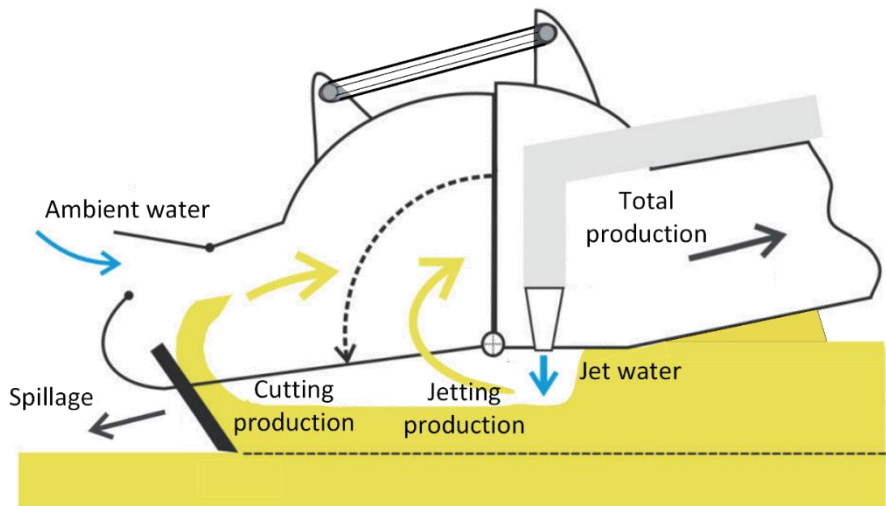 Ambient water
Total
production
Jet water
Cutting
production
Jetting
production
Spillage